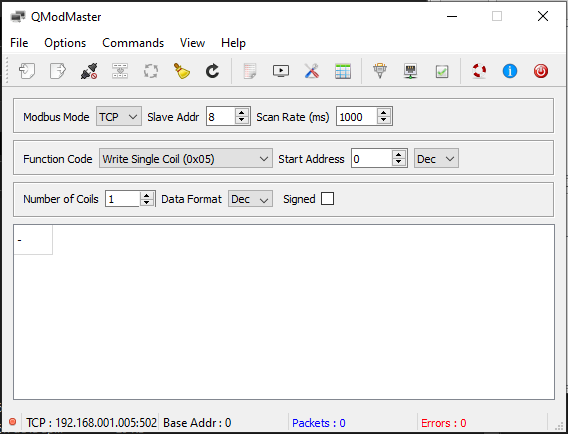 QModMaster
File Options Commands View Help
Modbus Mode TCP Slave Addr 8 Scan Rate (ms) 1000
Function Code Write Single Coil (0x05) Start Address 0 Dec
Number of Coils 1 Data Format Dec Signed
-
TCP : 192.168.001.005:502 Base Addr : 0 Packets : 0 Errors : 0